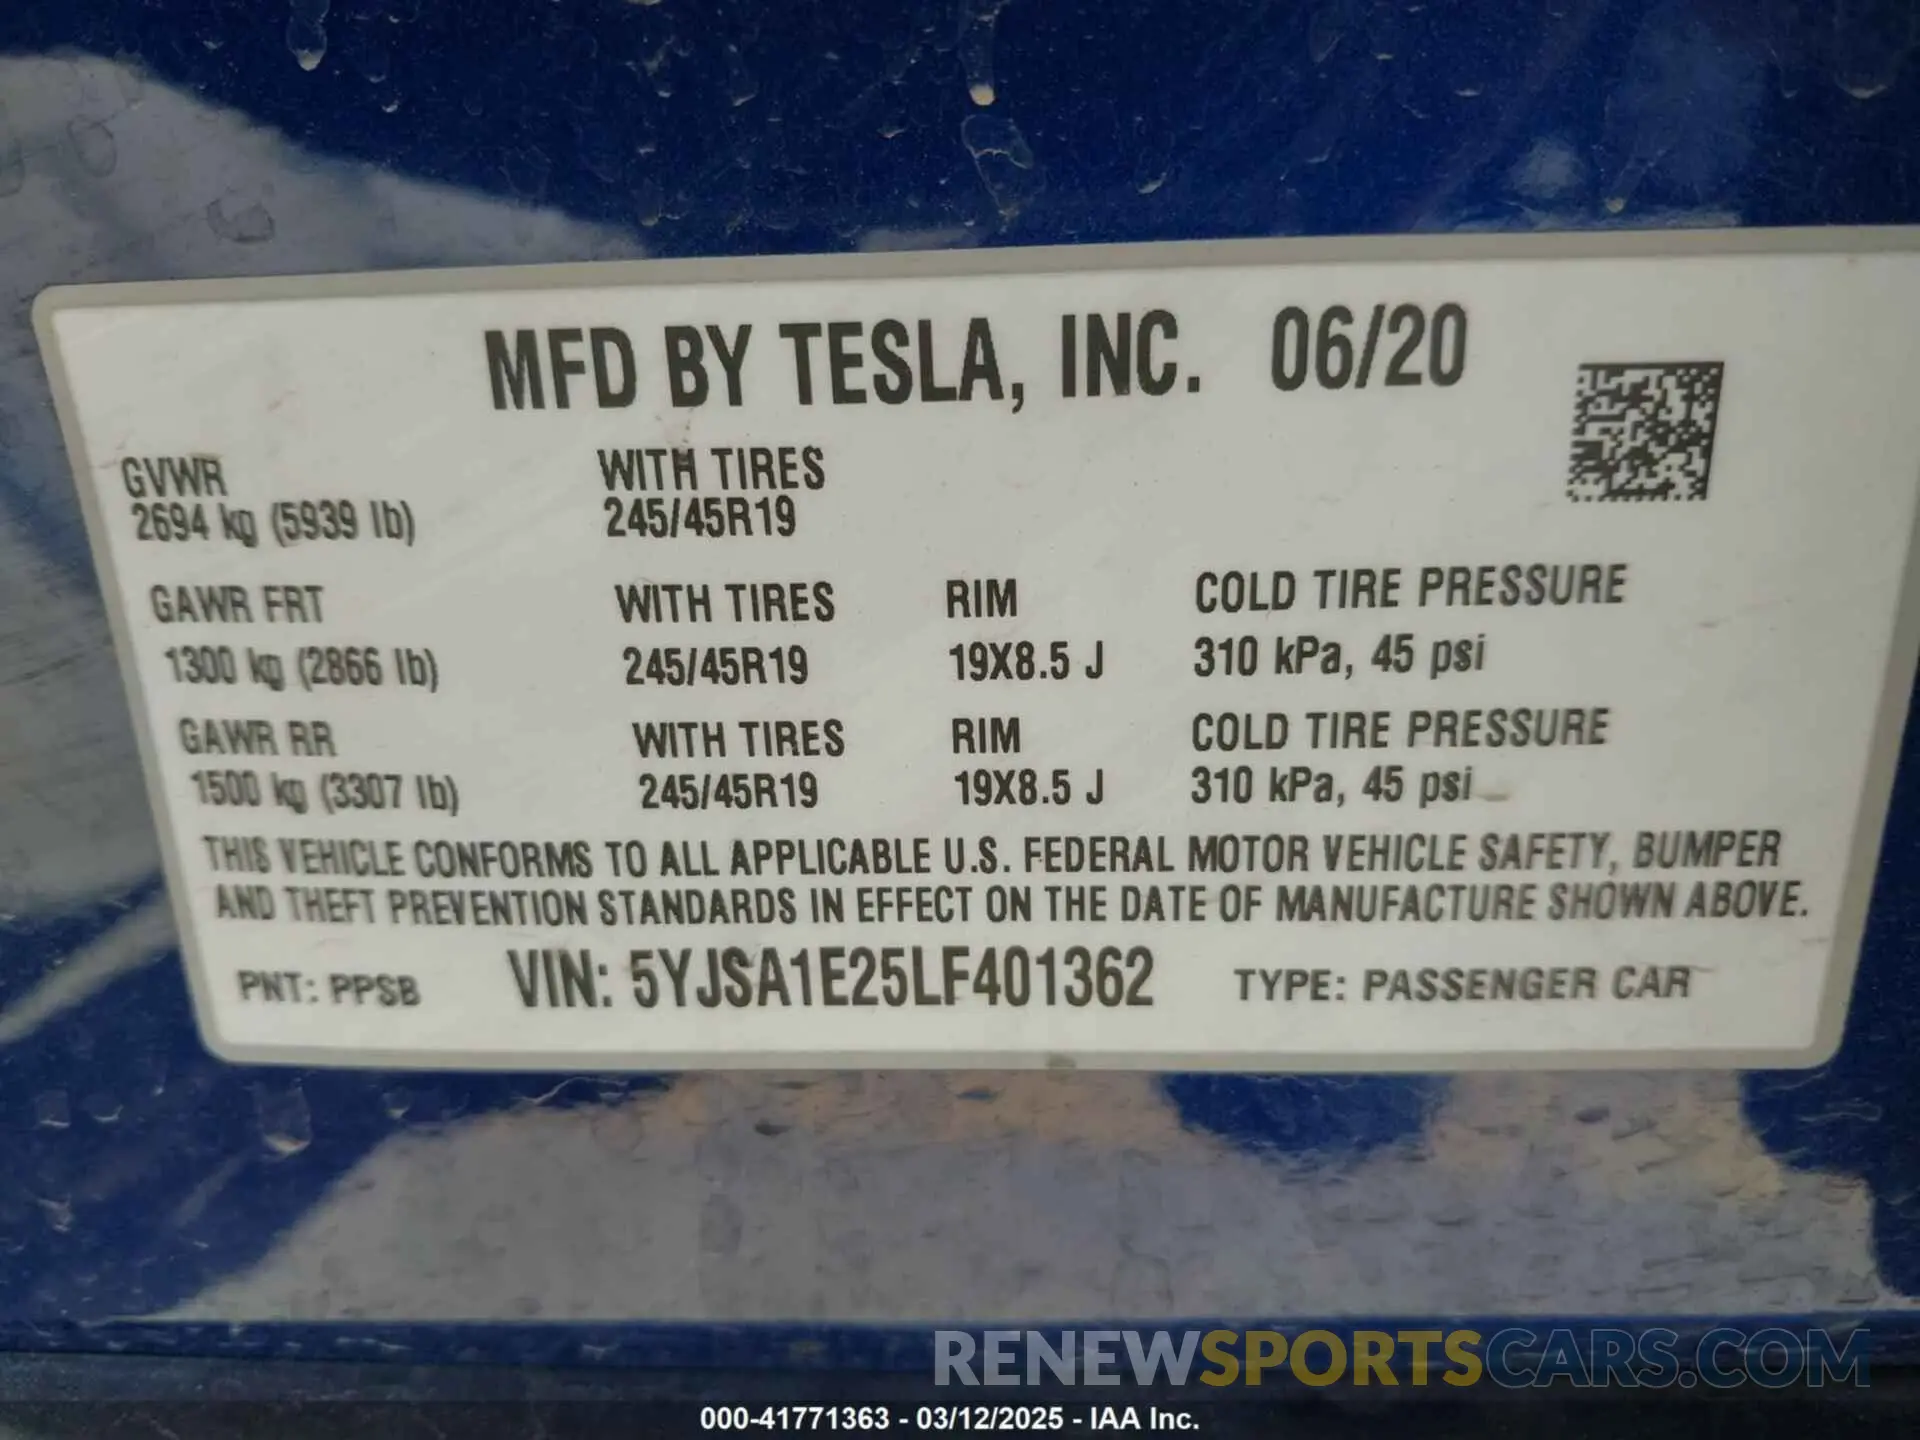 MFD BY TESLA, INC. 06/20
GVWR WITH TIRES
2694 kg (5939 lb) 245/45R19
GAWR FRT WITH TIRES RIM COLD TIRE PRESSURE
1300 kg (2866 lb) 245/45R19 19X8.5 J 310 kPa, 45 psi
GAWR RR WITH TIRES RIM COLD TIRE PRESSURE
1500 kg (3307 lb) 245/45R19 19X8.5 J 310 kPa, 45 psi
THIS VEHICLE CONFORMS TO ALL APPLICABLE U.S. FEDERAL MOTOR VEHICLE SAFETY, BUMPER
AND THEFT PREVENTION STANDARDS IN EFFECT ON THE DATE OF MANUFACTURE SHOWN ABOVE.
PNT: PPSB VIN: 5YJSA1E25LF401362 TYPE: PASSENGER CAR
RENEWSPORTSCARS.COM
000-41771363 - 03/12/2025 - IAA Inc.